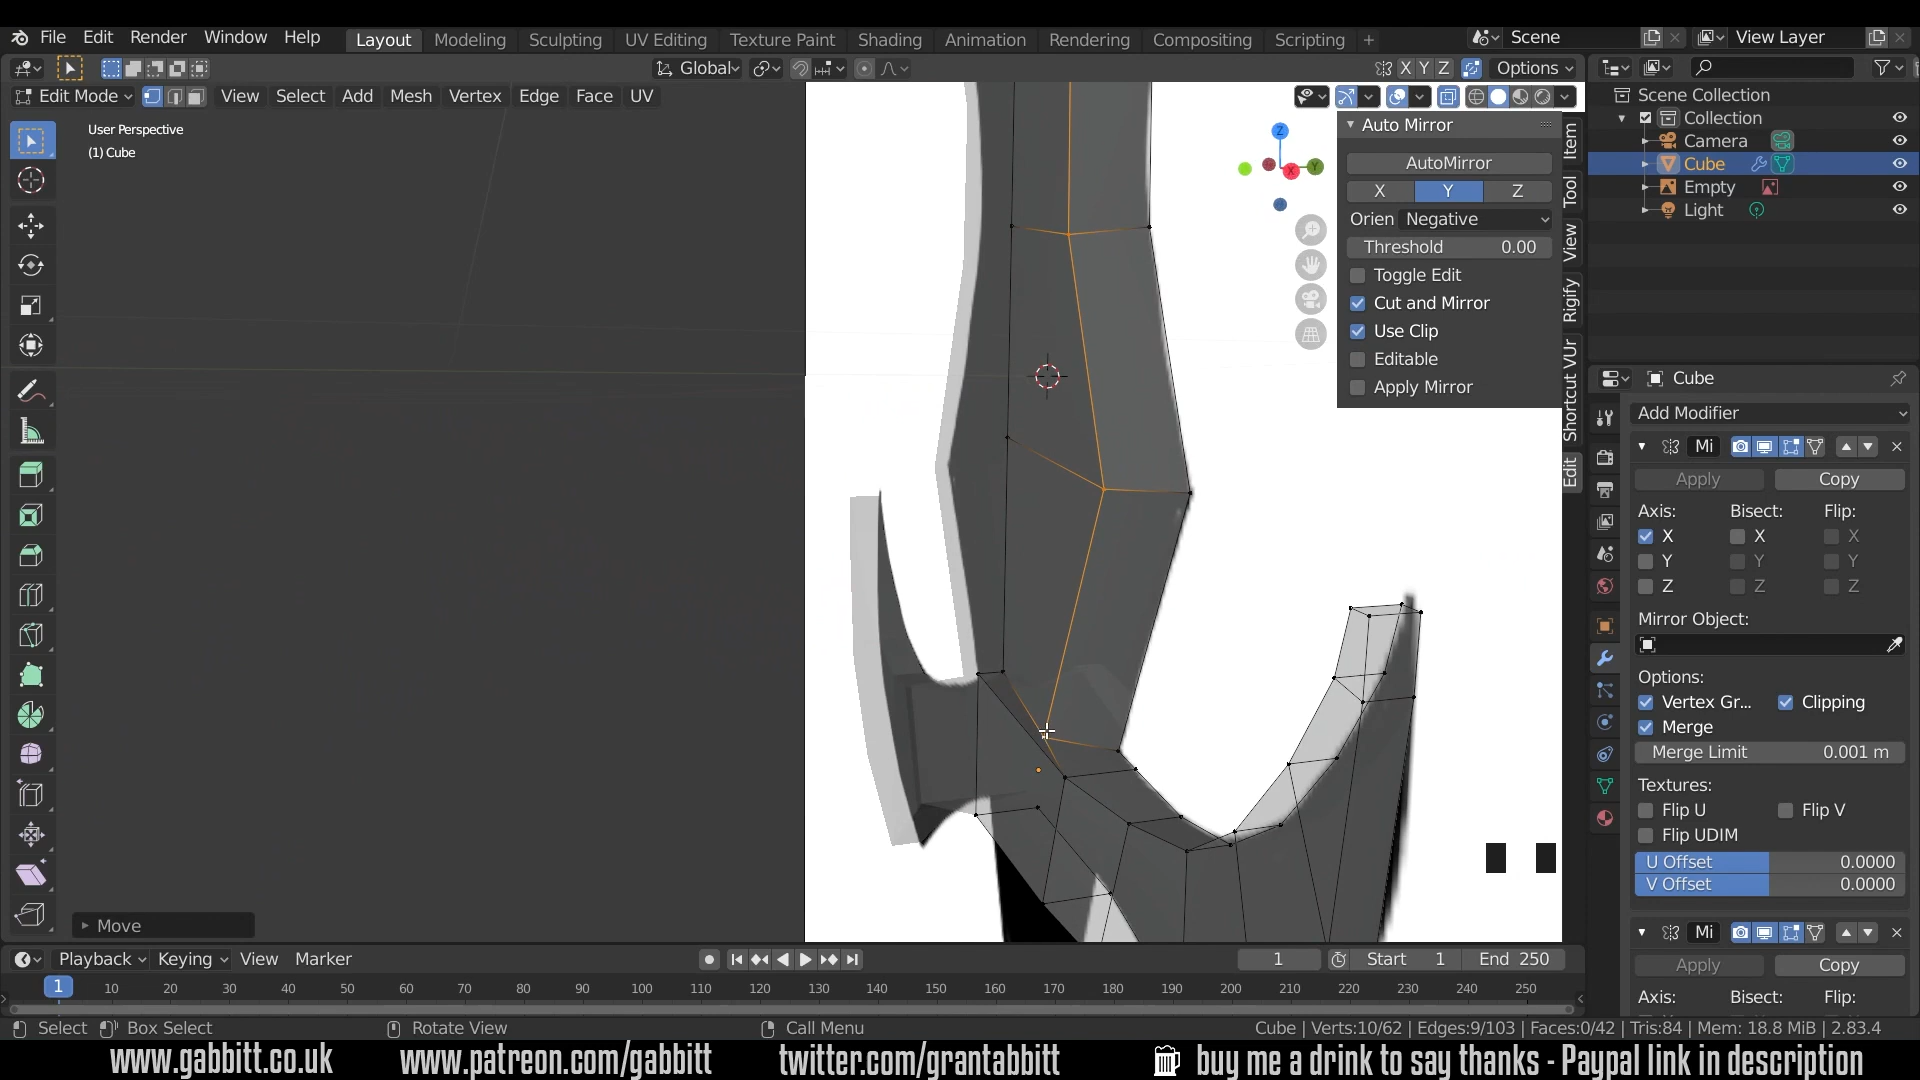 File Edit Render Window Help Layout Modeling Sculpting UV Editing Texture Paint Shading Animation Rendering Compositing Scripting + Scene View Layer
Global X Y Z Options
Edit Mode View Select Add Mesh Vertex Edge Face UV
User Perspective
(1) Cube
Z
Y
X
Auto Mirror
AutoMirror
X Y Z
Orien Negative
Threshold 0.00
Toggle Edit
Cut and Mirror
Use Clip
Editable
Apply Mirror
Item
Tool
View
Rigify
Shortcut VUr
Edit
Scene Collection
Collection
Camera
Cube
Empty
Light
Cube
Add Modifier
Mi
Apply Copy
Axis: Bisect: Flip:
X X X
Y Y Y
Z Z Z
Mirror Object:
Options:
Vertex Gr... Clipping
Merge
Merge Limit 0.001 m
Textures:
Flip U Flip V
Flip UDIM
U Offset 0.0000
V Offset 0.0000
Mi
Apply Copy
Axis: Bisect: Flip:
Move
Playback Keying View Marker 1 Start 1 End 250
1 10 20 30 40 50 60 70 80 90 100 110 120 130 140 150 160 170 180 190 200 210 220 230 240 250
Select Box Select Rotate View Call Menu Cube | Verts:10/62 | Edges:9/103 | Faces:0/42 | Tris:84 | Mem: 18.8 MiB | 2.83.4
www.gabbitt.co.uk www.patreon.com/gabbitt twitter.com/grantabbitt buy me a drink to say thanks - Paypal link in description